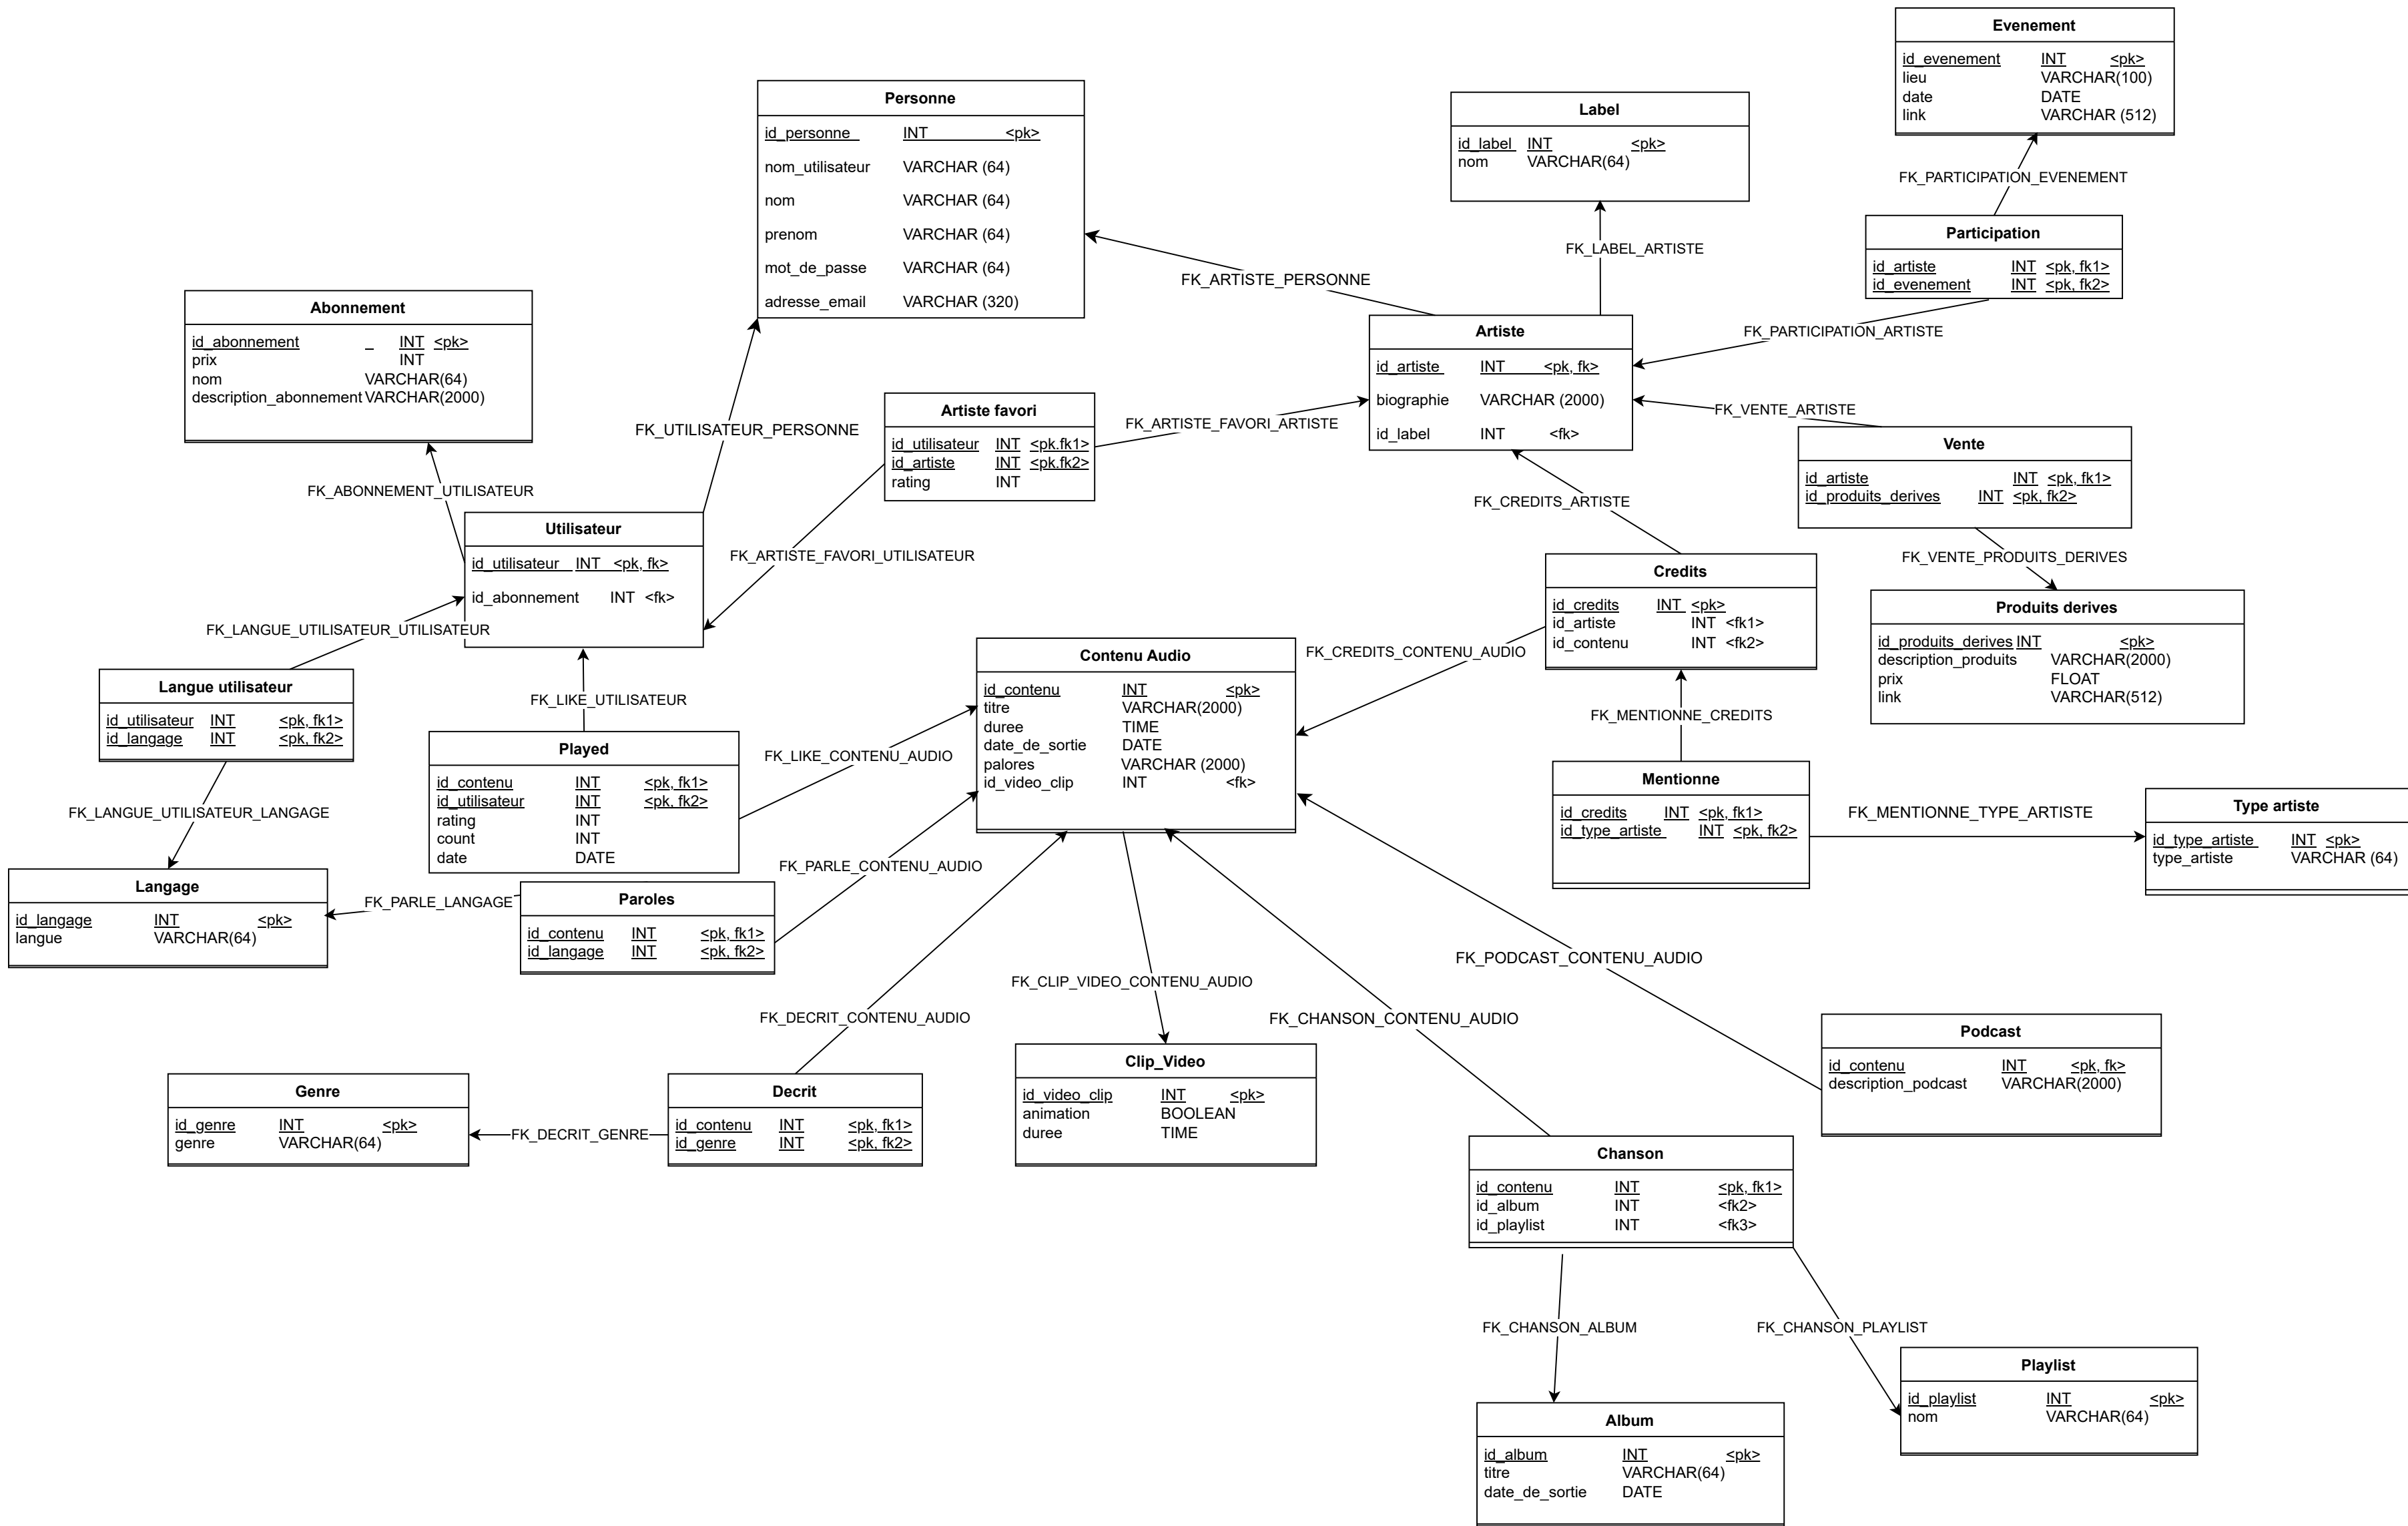 Evenement
id_evenement INT <pk>
lieu VARCHAR(100)
date DATE
link VARCHAR (512)
Personne
id_personne INT <pk>
nom_utilisateur VARCHAR (64)
nom VARCHAR (64)
prenom VARCHAR (64)
mot_de_passe VARCHAR (64)
adresse_email VARCHAR (320)
Label
id_label INT <pk>
nom VARCHAR(64)
FK_PARTICIPATION_EVENEMENT
Participation
id_artiste INT <pk, fk1>
id_evenement INT <pk, fk2>
FK_LABEL_ARTISTE
FK_ARTISTE_PERSONNE
FK_PARTICIPATION_ARTISTE
Abonnement
id_abonnement _ INT <pk>
prix INT
nom VARCHAR(64)
description_abonnement VARCHAR(2000)
Artiste
id_artiste INT <pk, fk>
biographie VARCHAR (2000)
id_label INT <fk>
Artiste favori
id_utilisateur INT <pk.fk1>
id_artiste INT <pk.fk2>
rating INT
FK_UTILISATEUR_PERSONNE
FK_ARTISTE_FAVORI_ARTISTE
FK_VENTE_ARTISTE
Vente
id_artiste INT <pk, fk1>
id_produits_derives INT <pk, fk2>
FK_ABONNEMENT_UTILISATEUR
FK_CREDITS_ARTISTE
Utilisateur
id_utilisateur INT <pk, fk>
id_abonnement INT <fk>
FK_ARTISTE_FAVORI_UTILISATEUR
FK_VENTE_PRODUITS_DERIVES
Credits
id_credits INT <pk>
id_artiste INT <fk1>
id_contenu INT <fk2>
Produits derives
id_produits_derives INT <pk>
description_produits VARCHAR(2000)
prix FLOAT
link VARCHAR(512)
FK_LANGUE_UTILISATEUR_UTILISATEUR
Contenu Audio
id_contenu INT <pk>
titre VARCHAR(2000)
duree TIME
date_de_sortie DATE
palores VARCHAR (2000)
id_video_clip INT <fk>
FK_CREDITS_CONTENU_AUDIO
Langue utilisateur
id_utilisateur INT <pk, fk1>
id_langage INT <pk, fk2>
FK_LIKE_UTILISATEUR
FK_MENTIONNE_CREDITS
Played
id_contenu INT <pk, fk1>
id_utilisateur INT <pk, fk2>
rating INT
count INT
date DATE
FK_LIKE_CONTENU_AUDIO
Mentionne
id_credits INT <pk, fk1>
id_type_artiste INT <pk, fk2>
FK_MENTIONNE_TYPE_ARTISTE
Type artiste
id_type_artiste INT <pk>
type_artiste VARCHAR (64)
FK_LANGUE_UTILISATEUR_LANGAGE
FK_PARLE_CONTENU_AUDIO
Langage
id_langage INT <pk>
langue VARCHAR(64)
FK_PARLE_LANGAGE
Paroles
id_contenu INT <pk, fk1>
id_langage INT <pk, fk2>
FK_PODCAST_CONTENU_AUDIO
FK_CLIP_VIDEO_CONTENU_AUDIO
FK_DECRIT_CONTENU_AUDIO
FK_CHANSON_CONTENU_AUDIO
Podcast
id_contenu INT <pk, fk>
description_podcast VARCHAR(2000)
Clip_Video
id_video_clip INT <pk>
animation BOOLEAN
duree TIME
Genre
id_genre INT <pk>
genre VARCHAR(64)
FK_DECRIT_GENRE
Decrit
id_contenu INT <pk, fk1>
id_genre INT <pk, fk2>
Chanson
id_contenu INT <pk, fk1>
id_album INT <fk2>
id_playlist INT <fk3>
FK_CHANSON_ALBUM
FK_CHANSON_PLAYLIST
Playlist
id_playlist INT <pk>
nom VARCHAR(64)
Album
id_album INT <pk>
titre VARCHAR(64)
date_de_sortie DATE